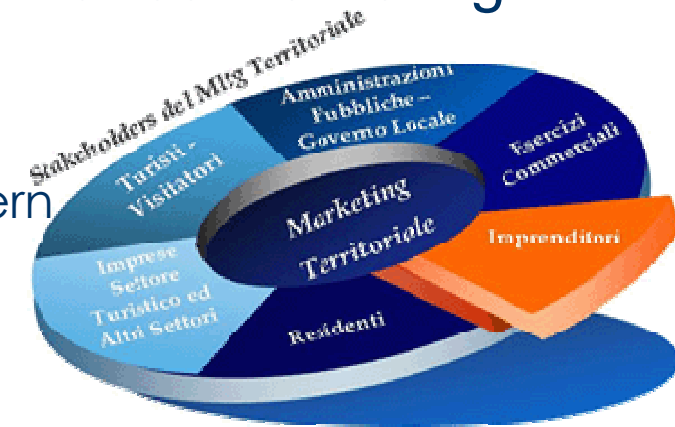 g
Stakeholders del Mktg Territoriale
Amministrazioni
Pubbliche –
Governo Locale
Turisti -
Visitatori
Esercizi
Commerciali
ern
Marketing
Territoriale
Imprenditori
Imprese
Settore
Turistico ed
Altri Settori
Residenti